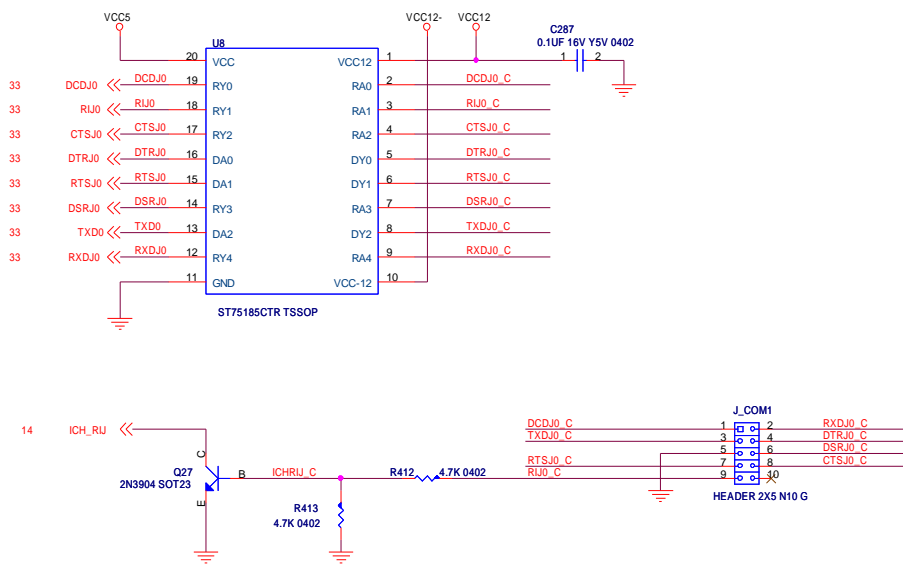 VCC5 VCC12- VCC12
C287
0.1UF 16V Y5V 0402
1 2
U8
20 VCC VCC12 1
33 DCDJ0 DCDJ0 19 RY0 RA0 2 DCDJ0_C
33 RIJ0 RIJ0 18 RY1 RA1 3 RIJ0_C
33 CTSJ0 CTSJ0 17 RY2 RA2 4 CTSJ0_C
33 DTRJ0 DTRJ0 16 DA0 DY0 5 DTRJ0_C
33 RTSJ0 RTSJ0 15 DA1 DY1 6 RTSJ0_C
33 DSRJ0 DSRJ0 14 RY3 RA3 7 DSRJ0_C
33 TXD0 TXDJ0 13 DA2 DY2 8 TXDJ0_C
33 RXDJ0 RXDJ0 12 RY4 RA4 9 RXDJ0_C
11 GND VCC-12 10
ST75185CTR TSSOP
14 ICH_RIJ
C
Q27
2N3904 SOT23
B
E
ICHRIJ_C
R412 4.7K 0402
R413
4.7K 0402
J_COM1
DCDJ0_C 1 2 RXDJ0_C
TXDJ0_C 3 4 DTRJ0_C
5 6 DSRJ0_C
RTSJ0_C 7 8 CTSJ0_C
RIJ0_C 9 10
HEADER 2X5 N10 G